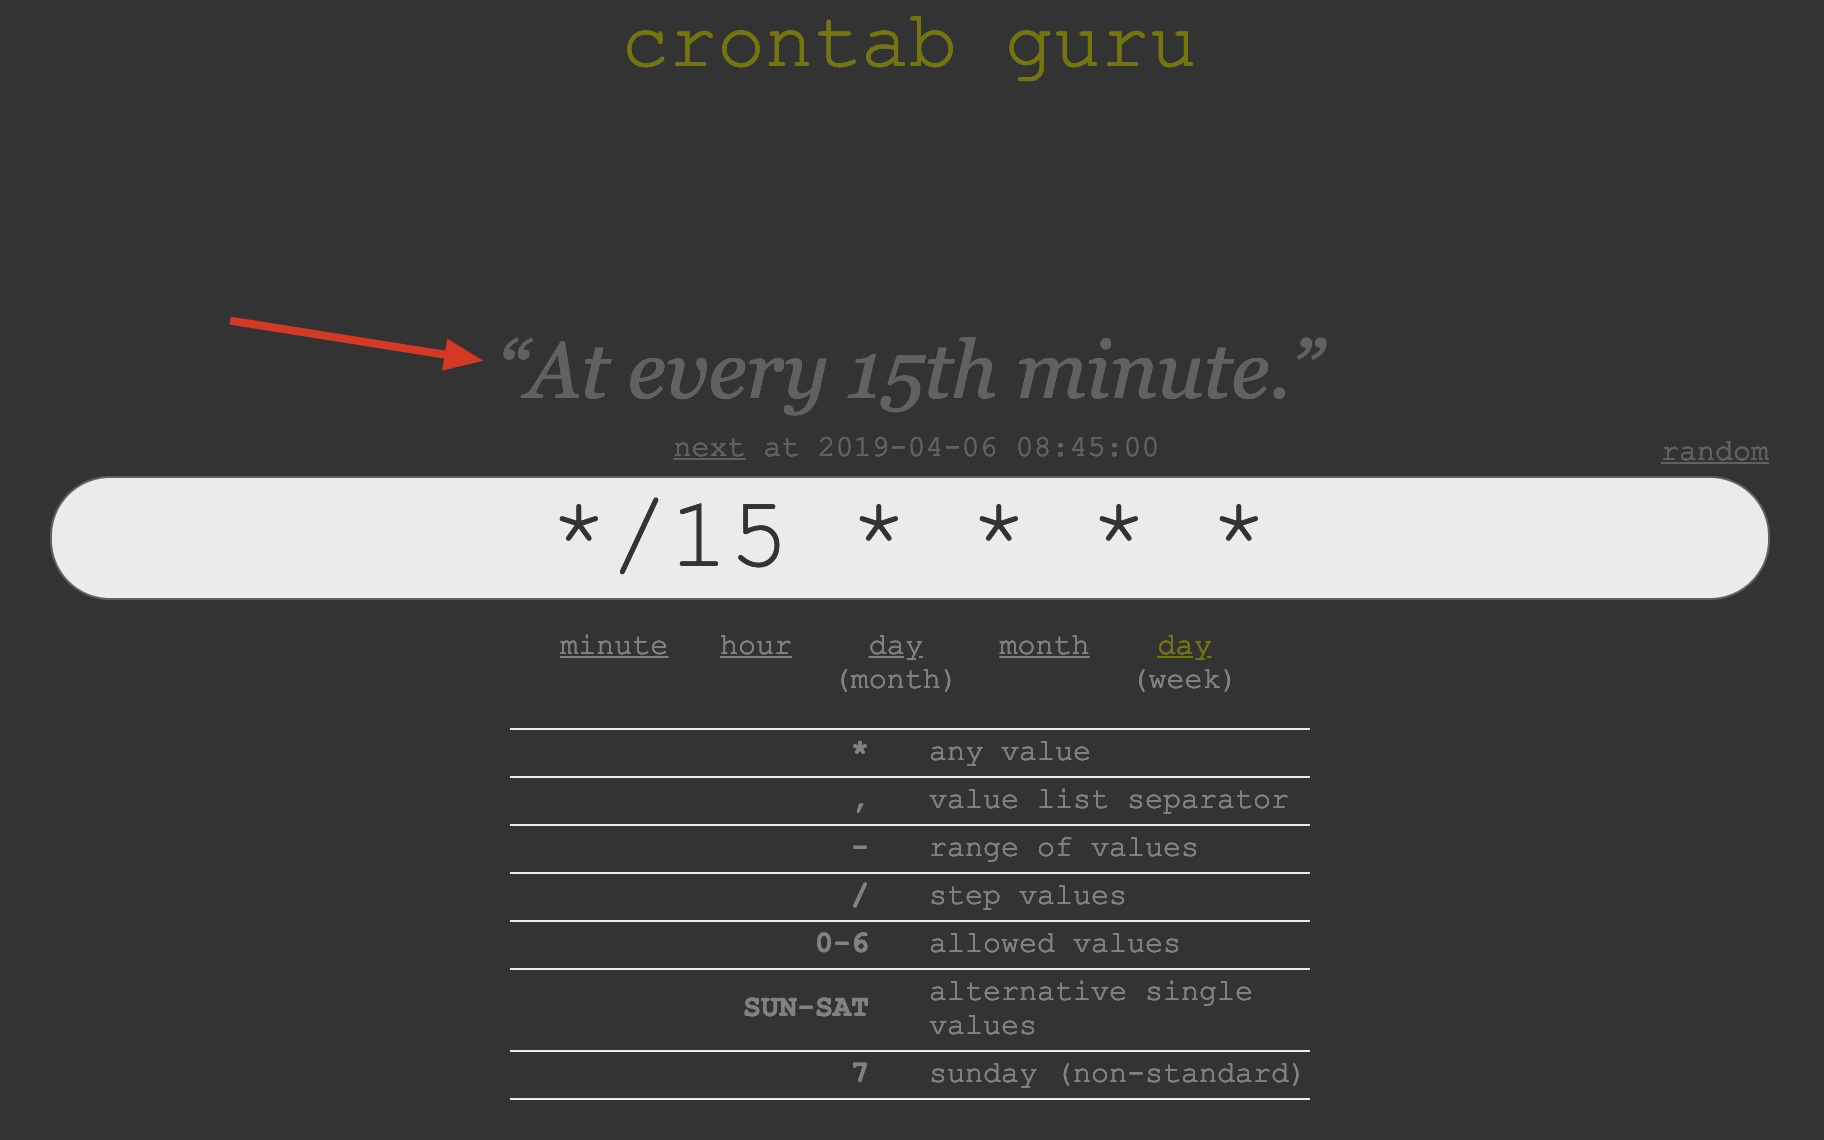 crontab guru
“At every 15th minute.”
next at 2019-04-06 08:45:00
random
*/15 * * * *
minute hour day month day
(month) (week)
* any value
, value list separator
- range of values
/ step values
0-6 allowed values
SUN-SAT alternative single
values
7 sunday (non-standard)